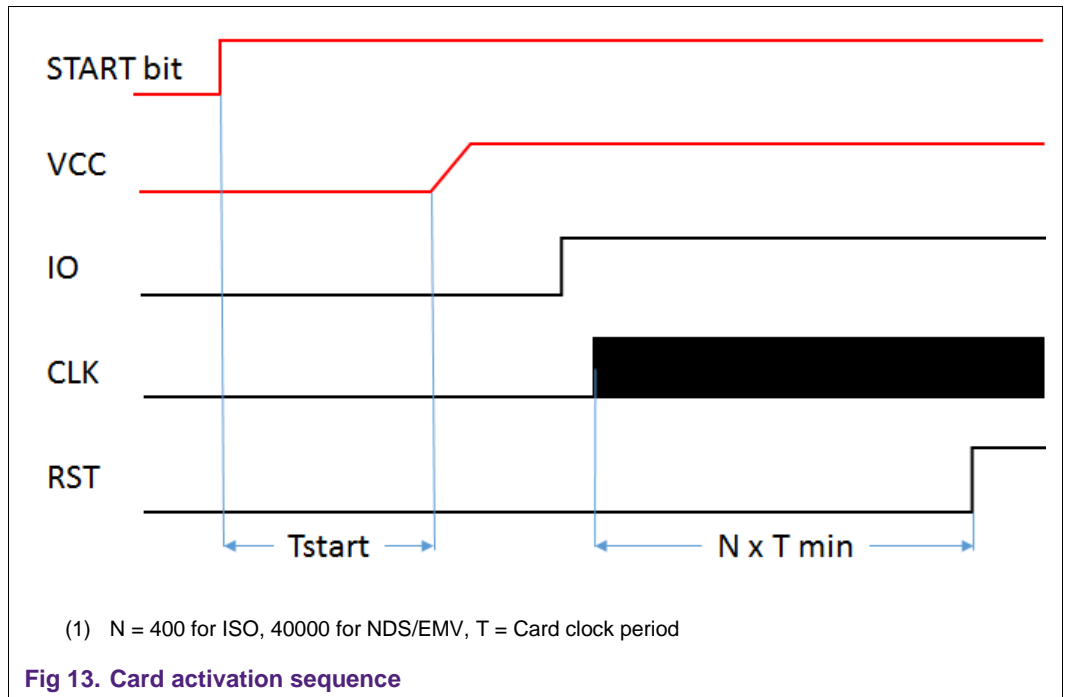 START bit
VCC
IO
CLK
RST
Tstart
N x T min
(1) N = 400 for ISO, 40000 for NDS/EMV, T = Card clock period
Fig 13. Card activation sequence